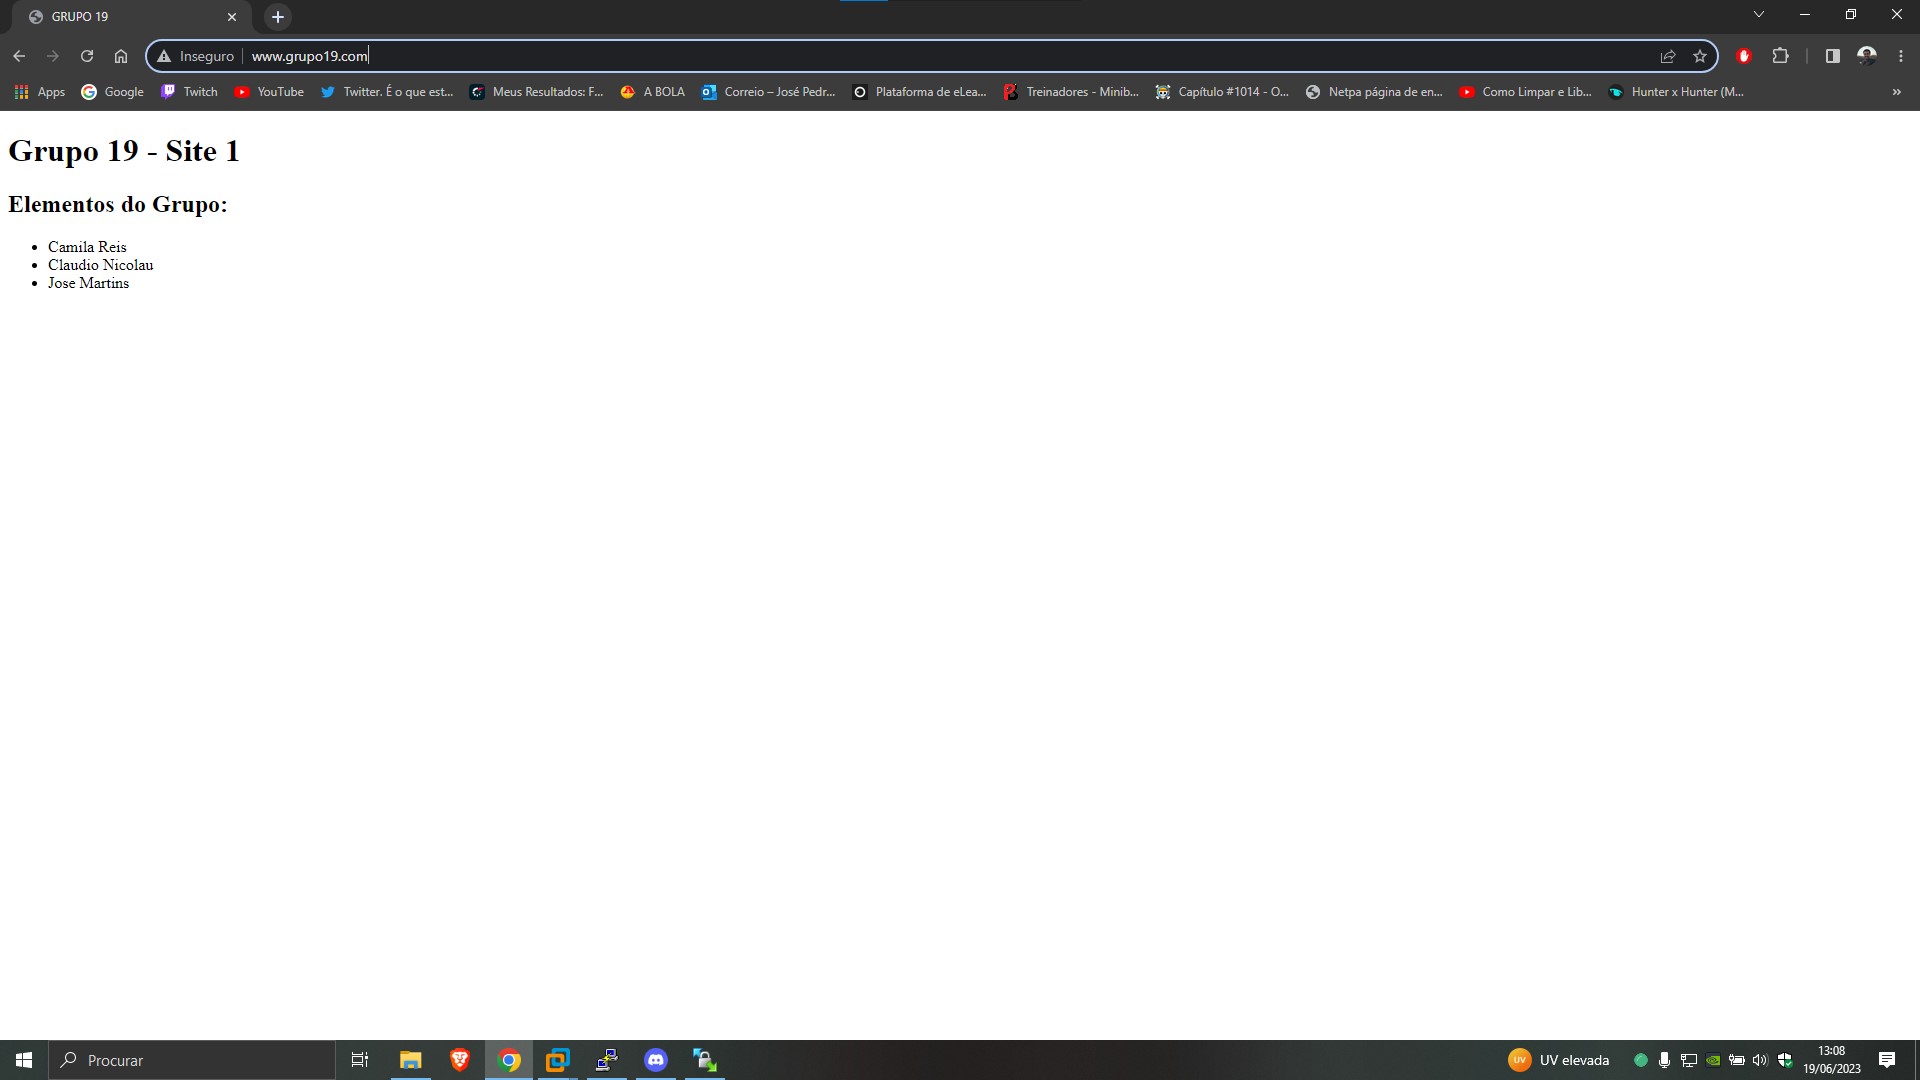 GRUPO 19
Inseguro www.grupo19.com
Apps Google Twitch YouTube Twitter. É o que est... Meus Resultados: F... A BOLA Correio – José Pedr... Plataforma de eLea... Treinadores - Minib... Capítulo #1014 - O... Netpa página de en... Como Limpar e Lib... Hunter x Hunter (M... »
Grupo 19 - Site 1
Elementos do Grupo:
• Camila Reis
• Claudio Nicolau
• Jose Martins
Procurar
UV UV elevada
13:08
19/06/2023